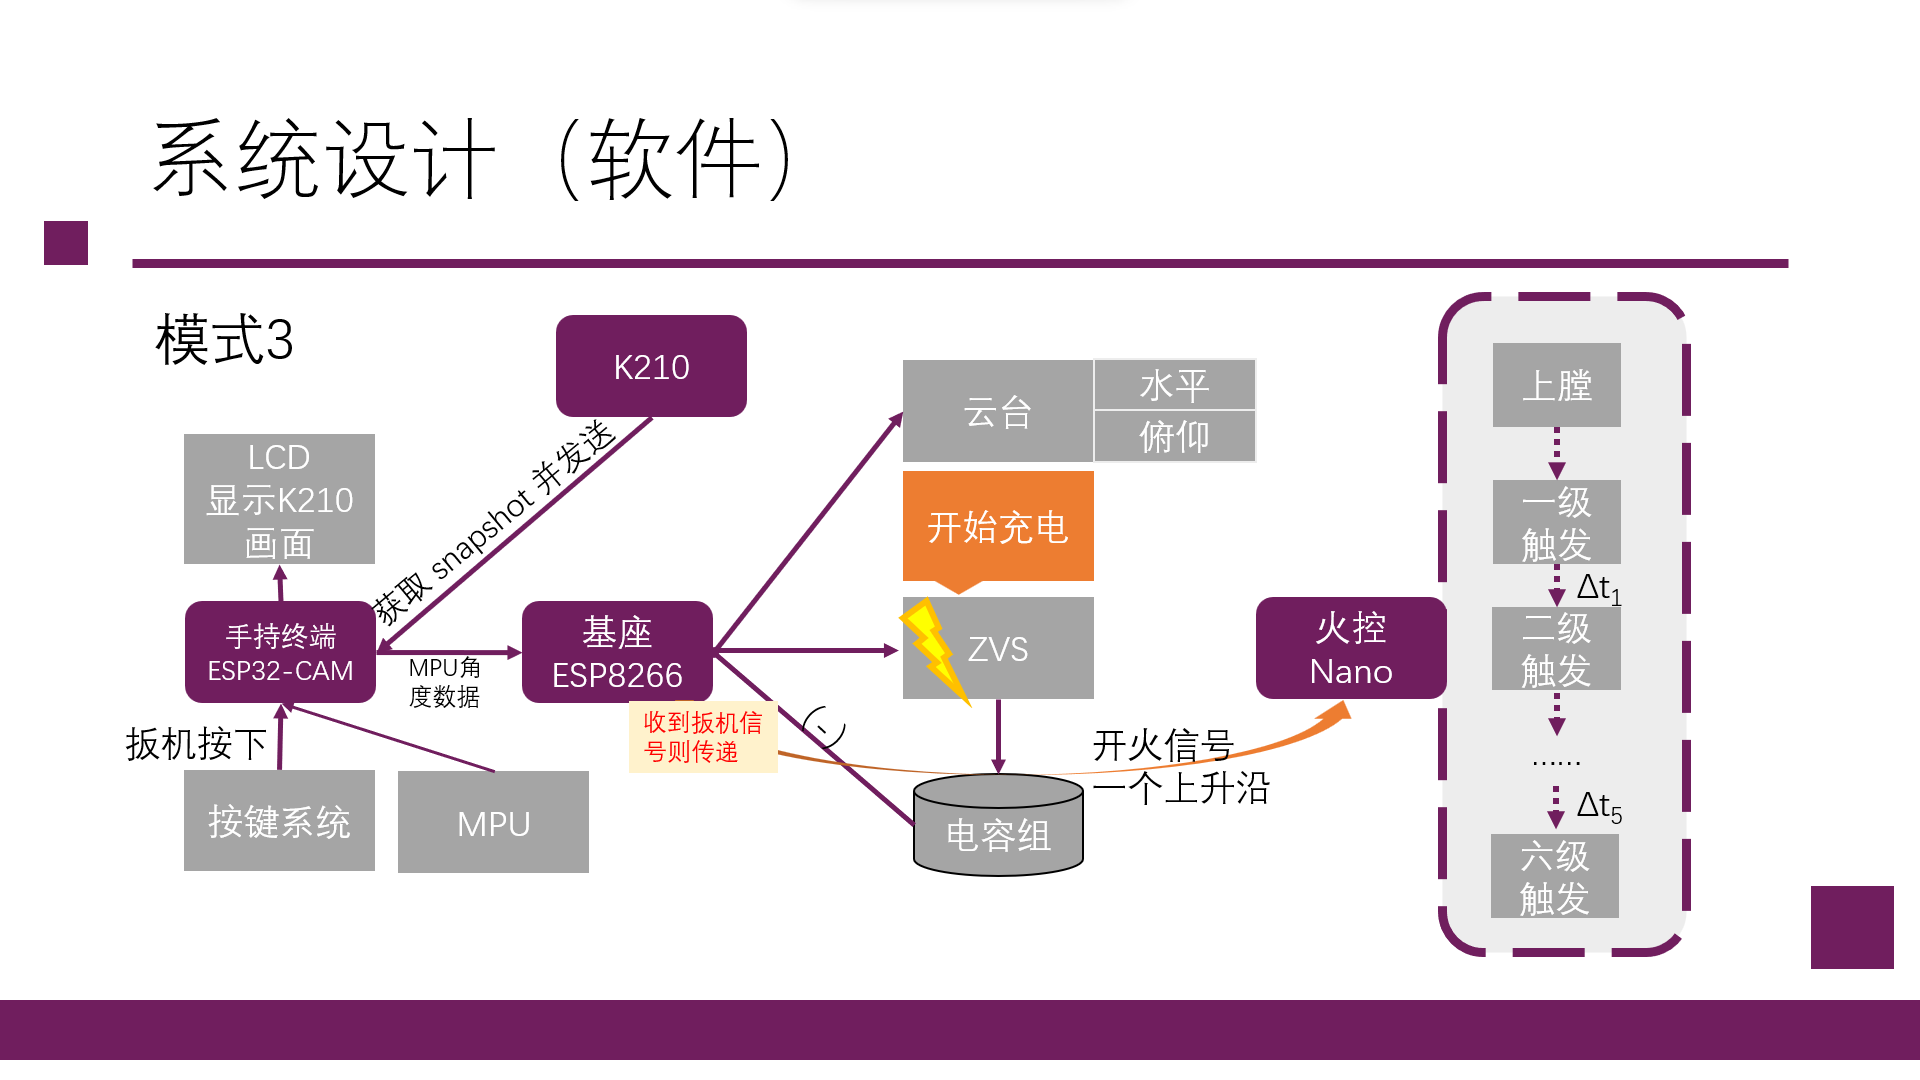 系统设计（软件）
模式3
K210
LCD
显示K210
画面
获取 snapshot 并发送
手持终端
ESP32-CAM
MPU角
度数据
基座
ESP8266
收到扳机信
号则传递
扳机按下
按键系统
MPU
云台
水平
俯仰
开始充电
ZVS
电容组
开火信号
一个上升沿
火控
Nano
上膛
一级
触发
Δt1
二级
触发
……
Δt5
六级
触发